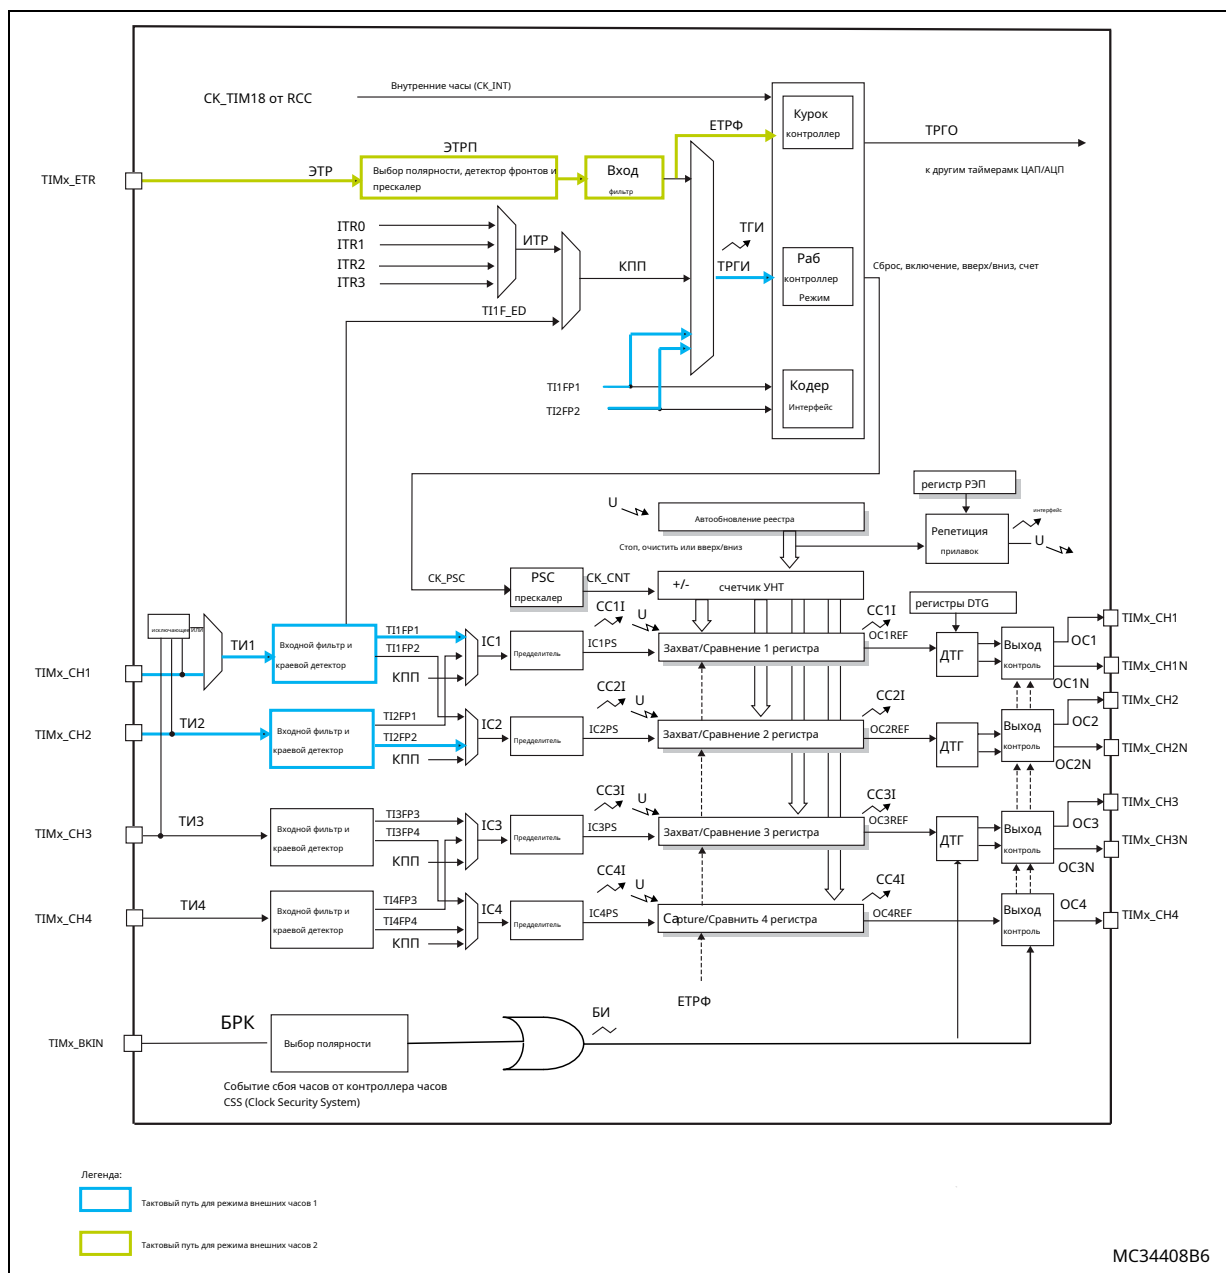 CK_TIM18 от RCC
Внутренние часы (CK_INT)
Курок
контроллер
ЕТРФ
ТРГО
ЭТРП
TIMx_ETR
ЭТР
Выбор полярности, детектор фронтов и
прескалер
Вход
фильтр
к другим таймерамк ЦАП/АЦП
ITR0
ITR1
ITR2
ITR3
ИТР
ТГИ
КПП
ТРГИ
Раб
контроллер
Режим
Сброс, включение, вверх/вниз, счет
TI1F_ED
TI1FP1
TI2FP2
Кодер
Интерфейс
регистр РЭП
U
Автообновление реестра
интерфейс
Репетиция
прилавок
U
Стоп, очистить или вверх/вниз
CK_PSC
PSC
прескалер
CK_CNT
+/-
счетчик УНТ
регистры DTG
исключающее ИЛИ
ТИ1
Входной фильтр и
краевой детектор
TI1FP1
TI1FP2
КПП
IC1
Предделитель
IC1PS
CC1I
U
Захват/Сравнение 1 регистра
CC1I
OC1REF
ДТГ
Выход
контроль
OC1
OC1N
TIMx_CH1
TIMx_CH1N
TIMx_CH1
TIMx_CH2
ТИ2
Входной фильтр и
краевой детектор
TI2FP1
TI2FP2
КПП
IC2
Предделитель
IC2PS
CC2I
U
Захват/Сравнение 2 регистра
CC2I
OC2REF
ДТГ
Выход
контроль
OC2
OC2N
TIMx_CH2
TIMx_CH2N
TIMx_CH3
ТИ3
Входной фильтр и
краевой детектор
TI3FP3
TI3FP4
КПП
IC3
Предделитель
IC3PS
CC3I
U
Захват/Сравнение 3 регистра
CC3I
OC3REF
ДТГ
Выход
контроль
OC3
OC3N
TIMx_CH3
TIMx_CH3N
TIMx_CH4
ТИ4
Входной фильтр и
краевой детектор
TI4FP3
TI4FP4
КПП
IC4
Предделитель
IC4PS
CC4I
U
Capture/Сравнить 4 регистра
CC4I
OC4REF
Выход
контроль
OC4
TIMx_CH4
ЕТРФ
TIMx_BKIN
БРК
Выбор полярности
БИ
Событие сбоя часов от контроллера часов
CSS (Clock Security System)
Легенда:
Тактовый путь для режима внешних часов 1
Тактовый путь для режима внешних часов 2
МС34408В6